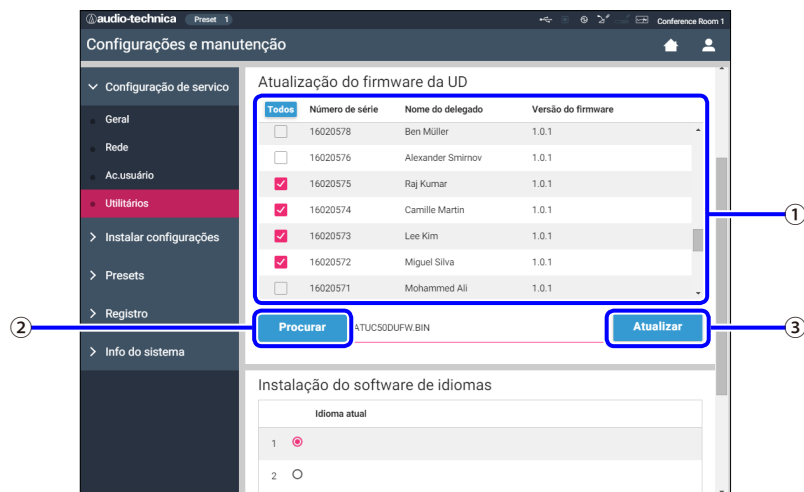 audio-technica Preset 1 Conference Room 1
Configurações e manutenção
Configuração de servico
Geral
Rede
Ac.usuário
Utilitários
Instalar configurações
Presets
Registro
Info do sistema
Atualização do firmware da UD
Todos Número de série Nome do delegado Versão do firmware
16020578 Ben Müller 1.0.1
16020576 Alexander Smirnov 1.0.1
16020575 Raj Kumar 1.0.1
16020574 Camille Martin 1.0.1
16020573 Lee Kim 1.0.1
16020572 Miguel Silva 1.0.1
16020571 Mohammed Ali 1.0.1
①
② Procurar ATUC50DUFW.BIN Atualizar ③
Instalação do software de idiomas
Idioma atual
1
2